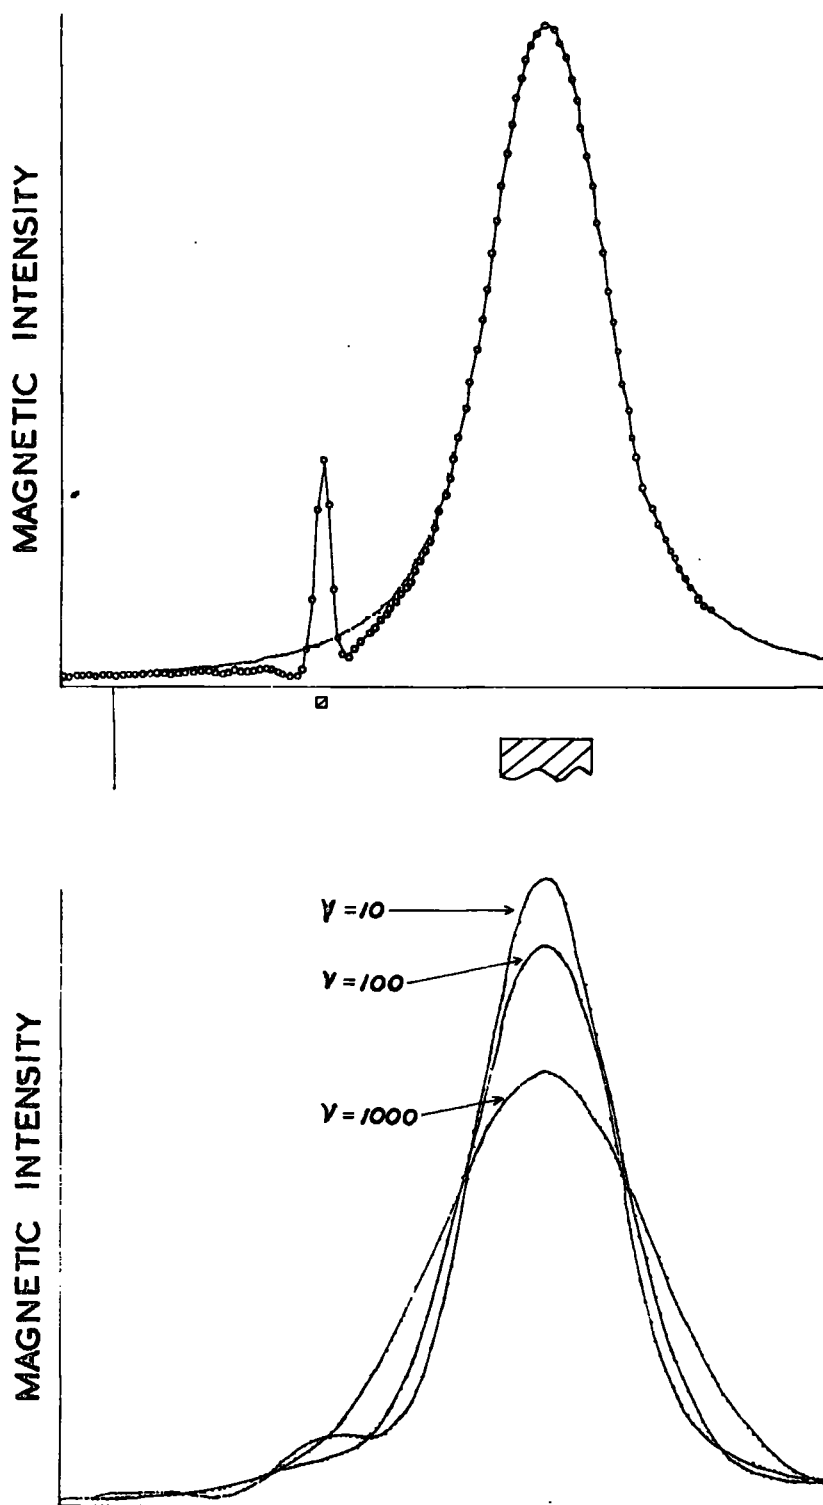 MAGNETIC INTENSITY
MAGNETIC INTENSITY
γ = 10
γ = 100
γ = 1000